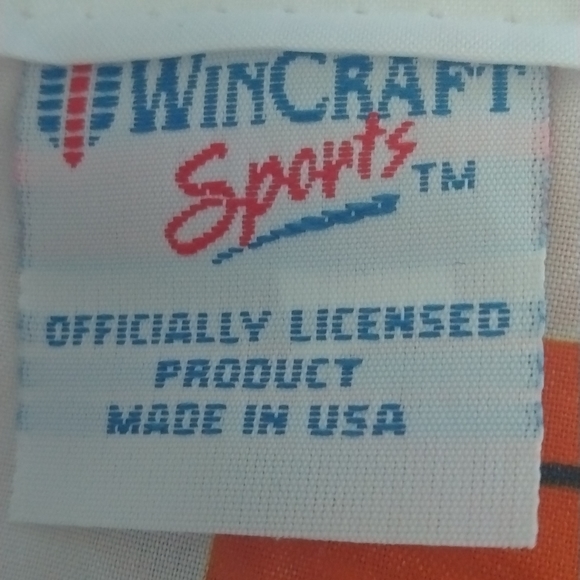 WINCRAFT
Sports TM
OFFICIALLY LICENSED
PRODUCT
MADE IN USA